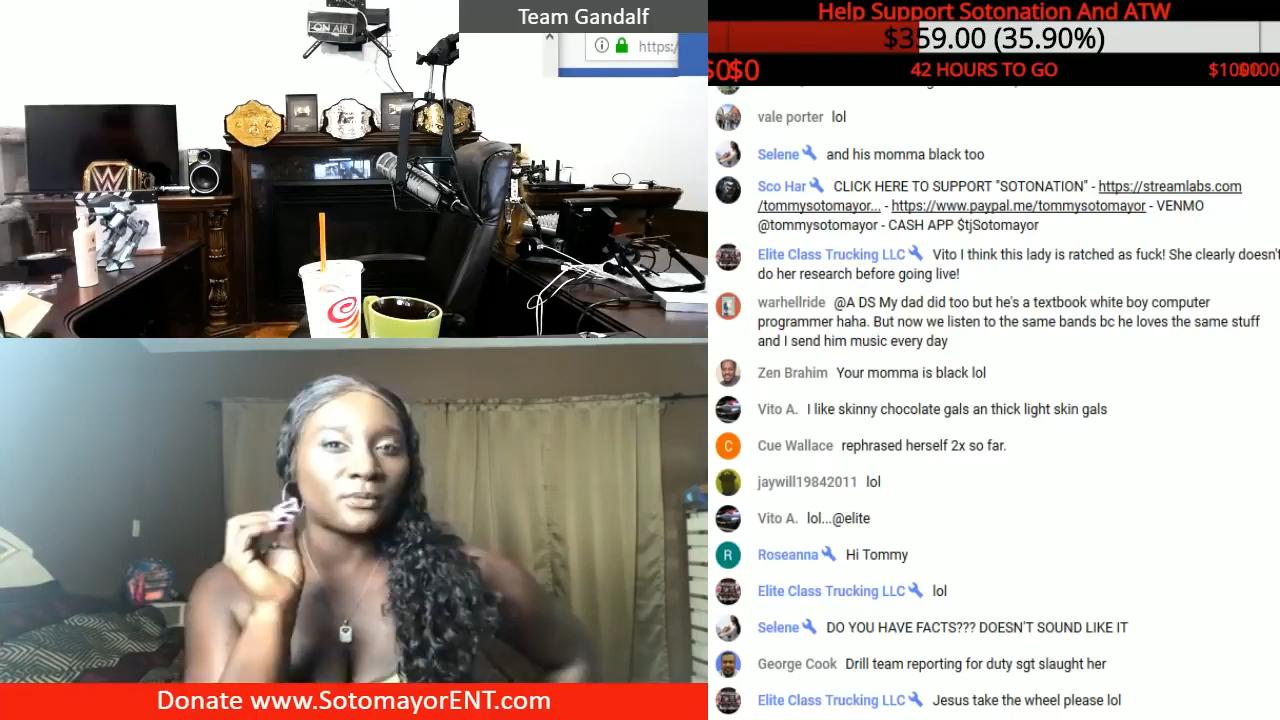 Team Gandalf
ON AIR
https:/
W
Donate www.SotomayorENT.com
Help Support Sotonation And ATW
$359.00 (35.90%)
$0
42 HOURS TO GO
$1000
vale porter lol
Selene and his momma black too
Sco Har CLICK HERE TO SUPPORT "SOTONATION" - https://streamlabs.com
/tommysotomayor... - https://www.paypal.me/tommysotomayor - VENMO
@tommysotomayor - CASH APP $tjSotomayor
Elite Class Trucking LLC Vito I think this lady is ratched as fuck! She clearly doesn't
do her research before going live!
warhellride @A DS My dad did too but he's a textbook white boy computer
programmer haha. But now we listen to the same bands bc he loves the same stuff
and I send him music every day
Zen Brahim Your momma is black lol
Vito A. I like skinny chocolate gals an thick light skin gals
C
Cue Wallace rephrased herself 2x so far.
jaywill19842011 lol
Vito A. lol...@elite
R
Roseanna Hi Tommy
Elite Class Trucking LLC lol
Selene DO YOU HAVE FACTS??? DOESN'T SOUND LIKE IT
George Cook Drill team reporting for duty sgt slaught her
Elite Class Trucking LLC Jesus take the wheel please lol